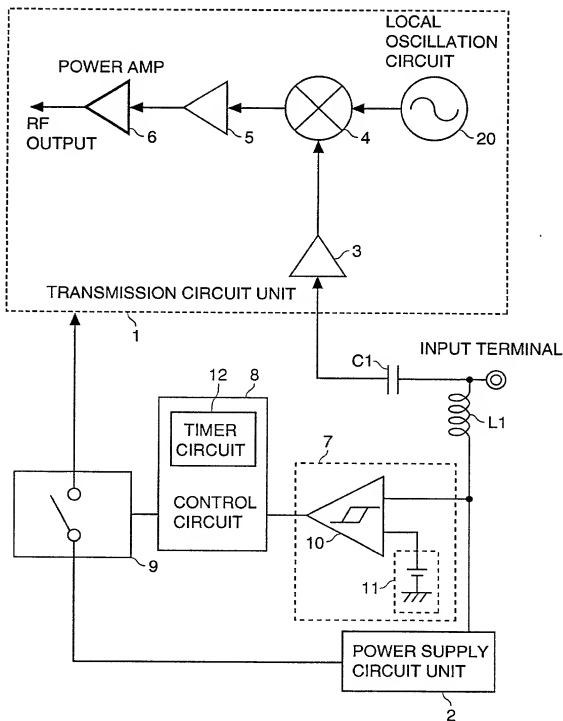 LOCAL
OSCILLATION
CIRCUIT
POWER AMP
RF
OUTPUT
6
5
4
20
3
TRANSMISSION CIRCUIT UNIT
1
INPUT TERMINAL
C1
L1
12
8
TIMER
CIRCUIT
CONTROL
CIRCUIT
7
10
11
9
POWER SUPPLY
CIRCUIT UNIT
2